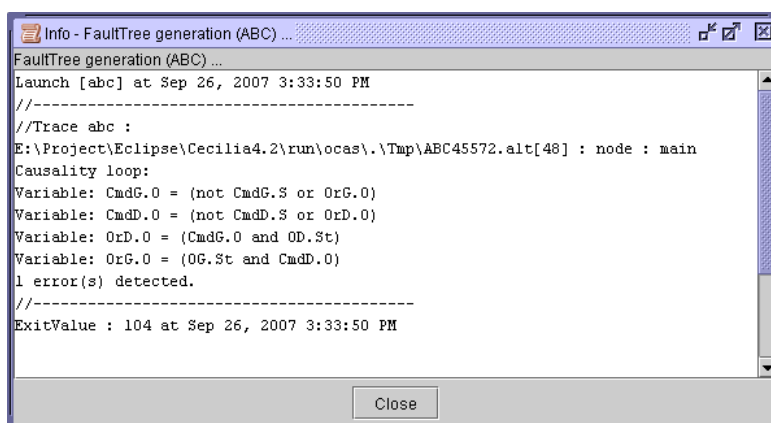 Info - FaultTree generation (ABC) ...
FaultTree generation (ABC) ...
Launch [abc] at Sep 26, 2007 3:33:50 PM
//------------------------------------------
//Trace abc :
E:\Project\Eclipse\Cecilia4.2\run\ocas\.\Tmp\ABC45572.alt[48] : node : main
Causality loop:
Variable: CmdG.O = (not CmdG.S or OrG.O)
Variable: CmdD.O = (not CmdD.S or OrD.O)
Variable: OrD.O = (CmdG.O and OD.St)
Variable: OrG.O = (OG.St and CmdD.O)
1 error(s) detected.
//------------------------------------------
ExitValue : 104 at Sep 26, 2007 3:33:50 PM
Close